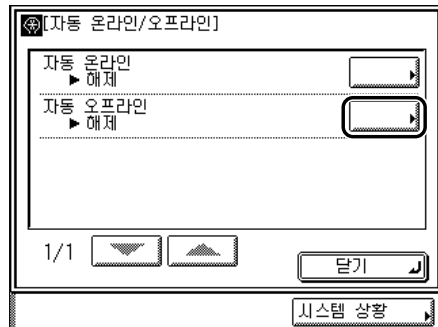 [자동 온라인/오프라인]
자동 온라인
▶ 해제
자동 오프라인
▶ 해제
1/1
닫기
시스템 상황